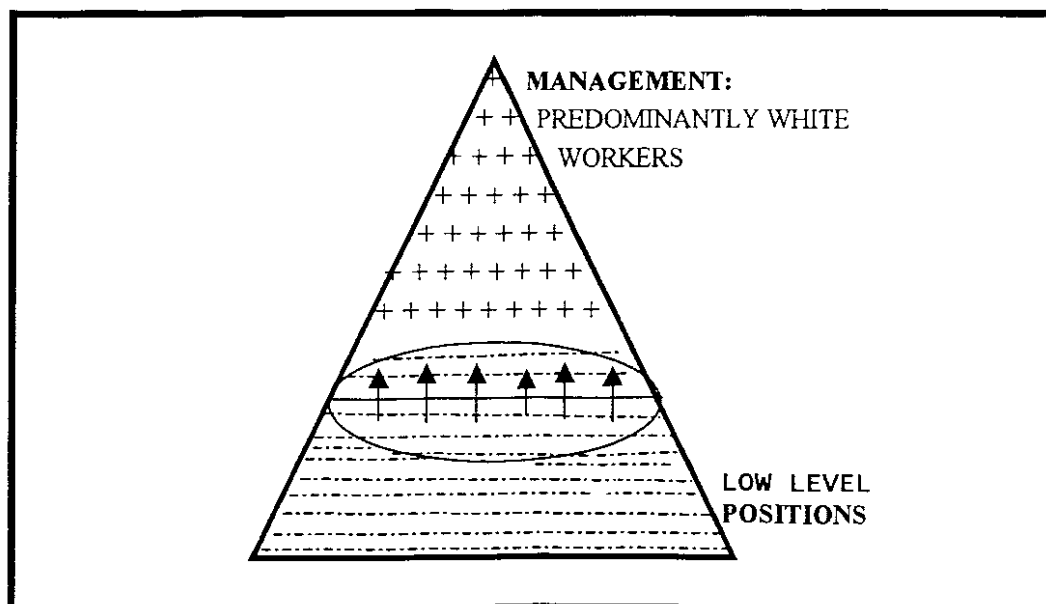 MANAGEMENT:
PREDOMINANTLY WHITE
WORKERS
LOW LEVEL
POSITIONS